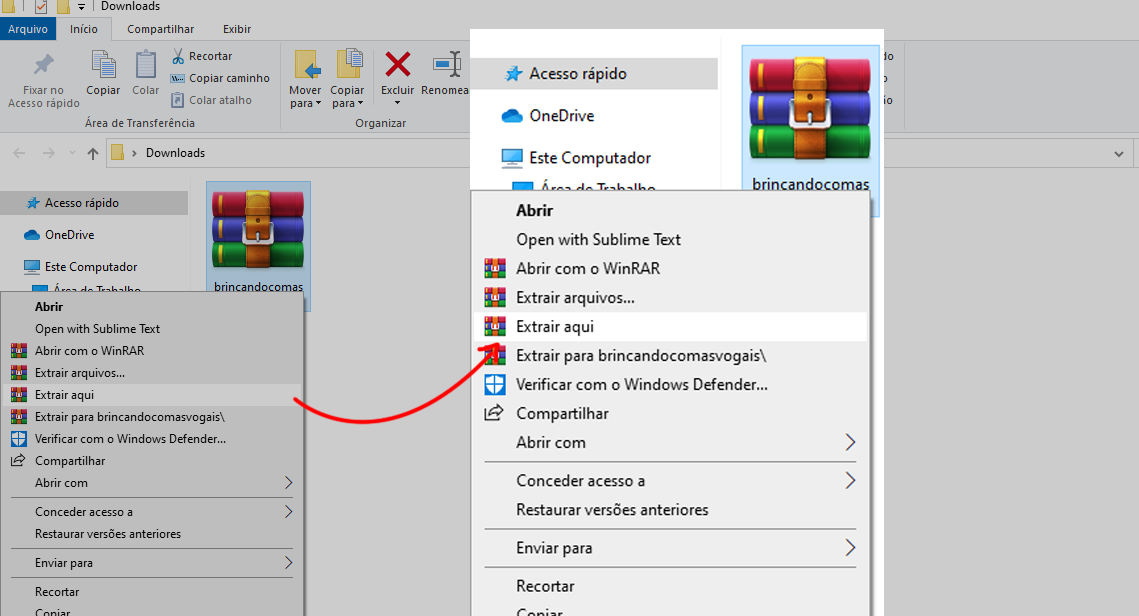 Downloads
Arquivo
Início
Compartilhar
Exibir
Fixar no
Acesso rápido
Copiar
Colar
Recortar
Copiar caminho
Colar atalho
Área de Transferência
Mover
para
Copiar
para
Excluir
Renomea
Organizar
Downloads
Acesso rápido
OneDrive
Este Computador
Área de Trabalho
brincandocomas
Abrir
Open with Sublime Text
Abrir com o WinRAR
Extrair arquivos...
Extrair aqui
Extrair para brincandocomasvogais\
Verificar com o Windows Defender...
Compartilhar
Abrir com
Conceder acesso a
Restaurar versões anteriores
Enviar para
Recortar
Copiar
Acesso rápido
OneDrive
Este Computador
Área de Trabalho
brincandocomas
Abrir
Open with Sublime Text
Abrir com o WinRAR
Extrair arquivos...
Extrair aqui
Extrair para brincandocomasvogais\
Verificar com o Windows Defender...
Compartilhar
Abrir com
Conceder acesso a
Restaurar versões anteriores
Enviar para
Recortar
Copiar